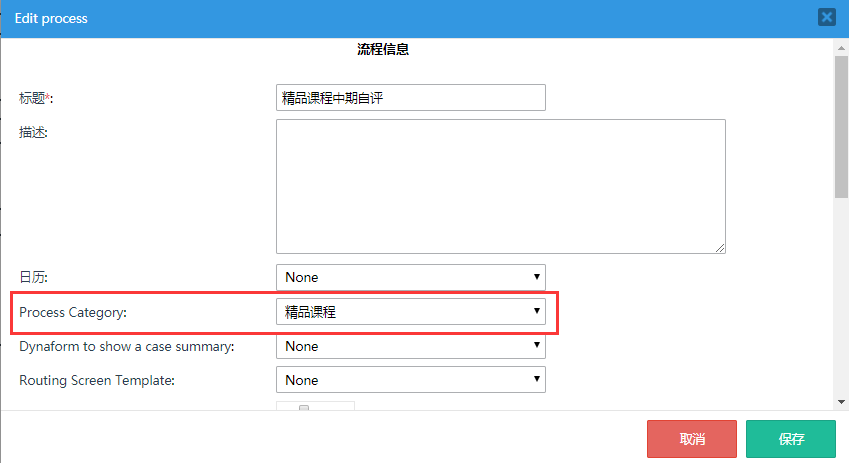 Edit process
流程信息
标题*:
精品课程中期自评
描述:
日历:
None
Process Category:
精品课程
Dynaform to show a case summary:
None
Routing Screen Template:
None
取消
保存